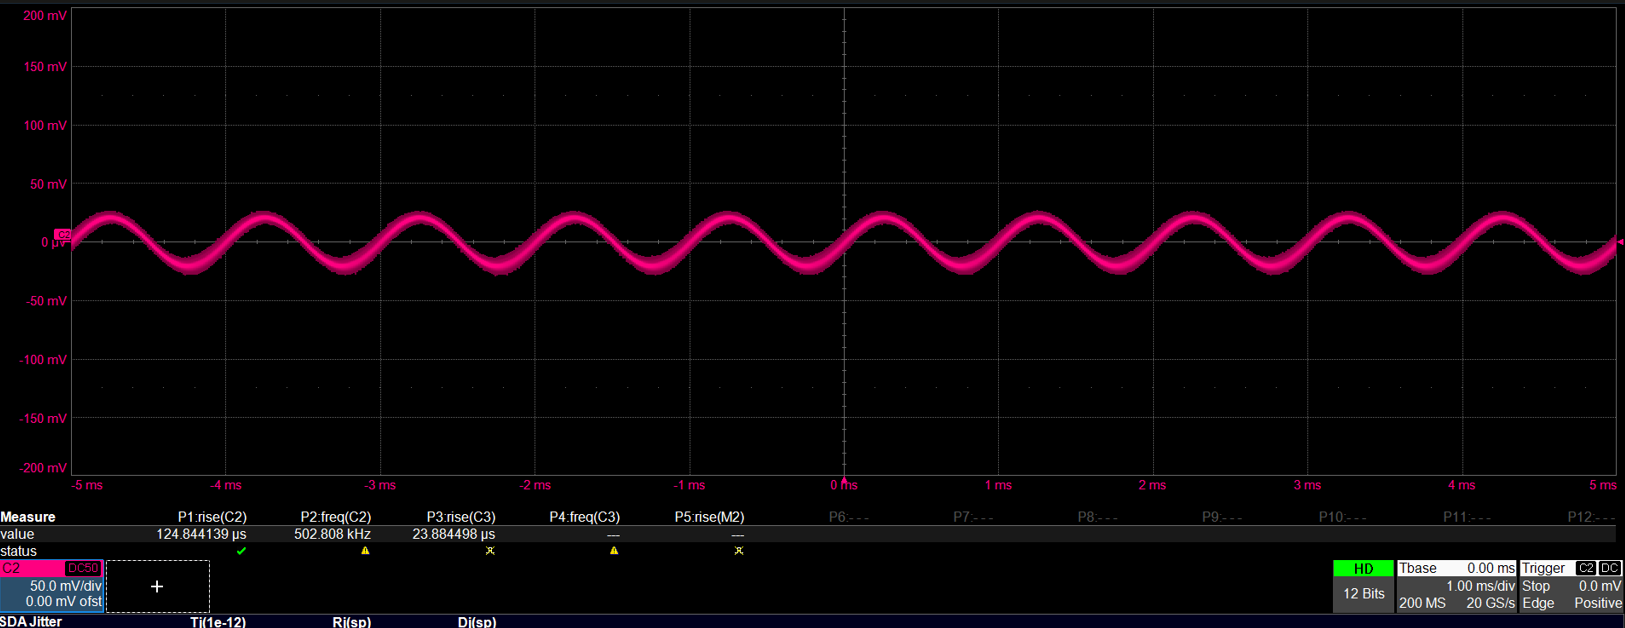 200 mV
150 mV
100 mV
50 mV
C2
0 µV
-50 mV
-100 mV
-150 mV
-200 mV
-5 ms -4 ms -3 ms -2 ms -1 ms 0 ms 1 ms 2 ms 3 ms 4 ms 5 ms
Measure P1:rise(C2) P2:freq(C2) P3:rise(C3) P4:freq(C3) P5:rise(M2) P6:--- P7:--- P8:--- P9:--- P10:--- P11:--- P12:---
value 124.844139 µs 502.808 kHz 23.884498 µs --- ---
status
C2 DC50
50.0 mV/div
0.00 mV ofst
+
HD
12 Bits
Tbase 0.00 ms
1.00 ms/div
200 MS 20 GS/s
Trigger C2 DC
Stop 0.0 mV
Edge Positive
SDA Jitter Tj(1e-12) Rj(sp) Dj(sp)